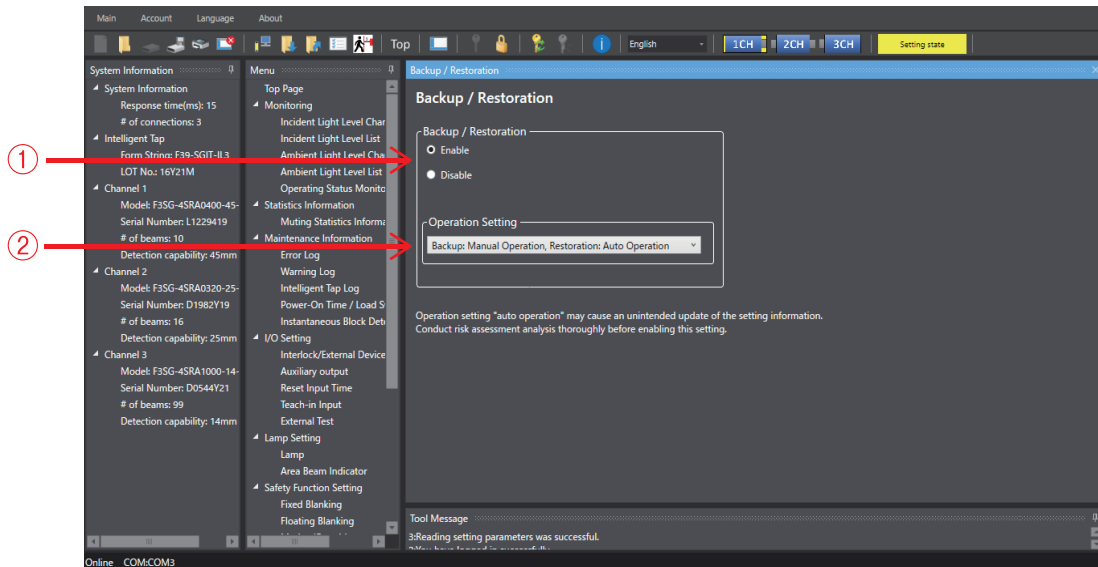 Main Account Language About
Top English 1CH 2CH 3CH Setting state
System Information
System Information
Response time(ms): 15
# of connections: 3
Intelligent Tap
Form String: F39-SGIT-IL3
LOT No.: 16Y21M
Channel 1
Model: F3SG-4SRA0400-45-
Serial Number: L1229419
# of beams: 10
Detection capability: 45mm
Channel 2
Model: F3SG-4SRA0320-25-
Serial Number: D1982Y19
# of beams: 16
Detection capability: 25mm
Channel 3
Model: F3SG-4SRA1000-14-
Serial Number: D0544Y21
# of beams: 99
Detection capability: 14mm
Menu
Top Page
Monitoring
Incident Light Level Char
Incident Light Level List
Ambient Light Level Cha
Ambient Light Level List
Operating Status Monito
Statistics Information
Muting Statistics Informa
Maintenance Information
Error Log
Warning Log
Intelligent Tap Log
Power-On Time / Load S
Instantaneous Block Det
I/O Setting
Interlock/External Device
Auxiliary output
Reset Input Time
Teach-in Input
External Test
Lamp Setting
Lamp
Area Beam Indicator
Safety Function Setting
Fixed Blanking
Floating Blanking
Backup / Restoration
Backup / Restoration
Backup / Restoration
① Enable
Disable
Operation Setting
② Backup: Manual Operation, Restoration: Auto Operation
Operation setting "auto operation" may cause an unintended update of the setting information.
Conduct risk assessment analysis thoroughly before enabling this setting.
Tool Message
3:Reading setting parameters was successful.
Online COM:COM3